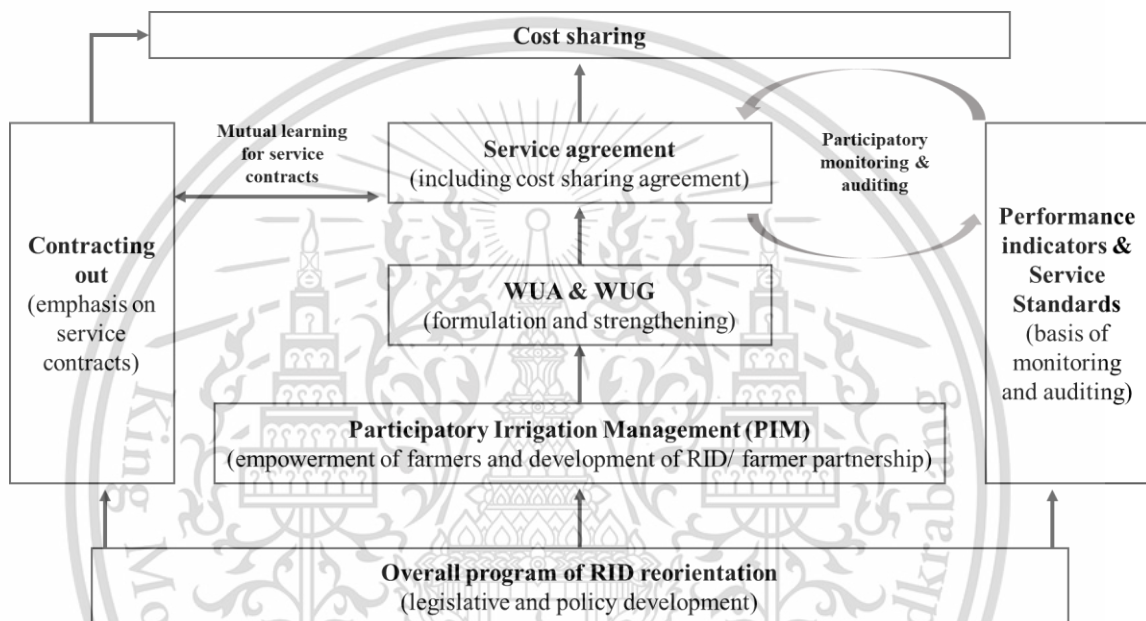 Cost sharing
Mutual learning
for service
contracts
Service agreement
(including cost sharing agreement)
Participatory
monitoring &
auditing
Contracting
out
(emphasis on
service
contracts)
Performance
indicators &
Service
Standards
(basis of
monitoring
and auditing)
WUA & WUG
(formulation and strengthening)
Participatory Irrigation Management (PIM)
(empowerment of farmers and development of RID/ farmer partnership)
Overall program of RID reorientation
(legislative and policy development)
King